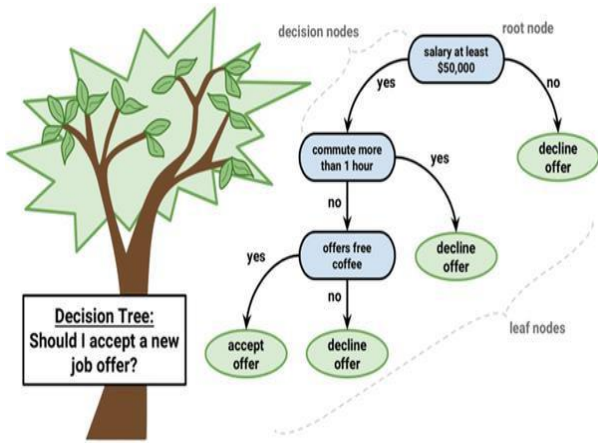 decision nodes
root node
salary at least
$50,000
yes
no
commute more
than 1 hour
decline
offer
yes
no
offers free
coffee
decline
offer
yes
no
leaf nodes
Decision Tree:
Should I accept a new
job offer?
accept
offer
decline
offer